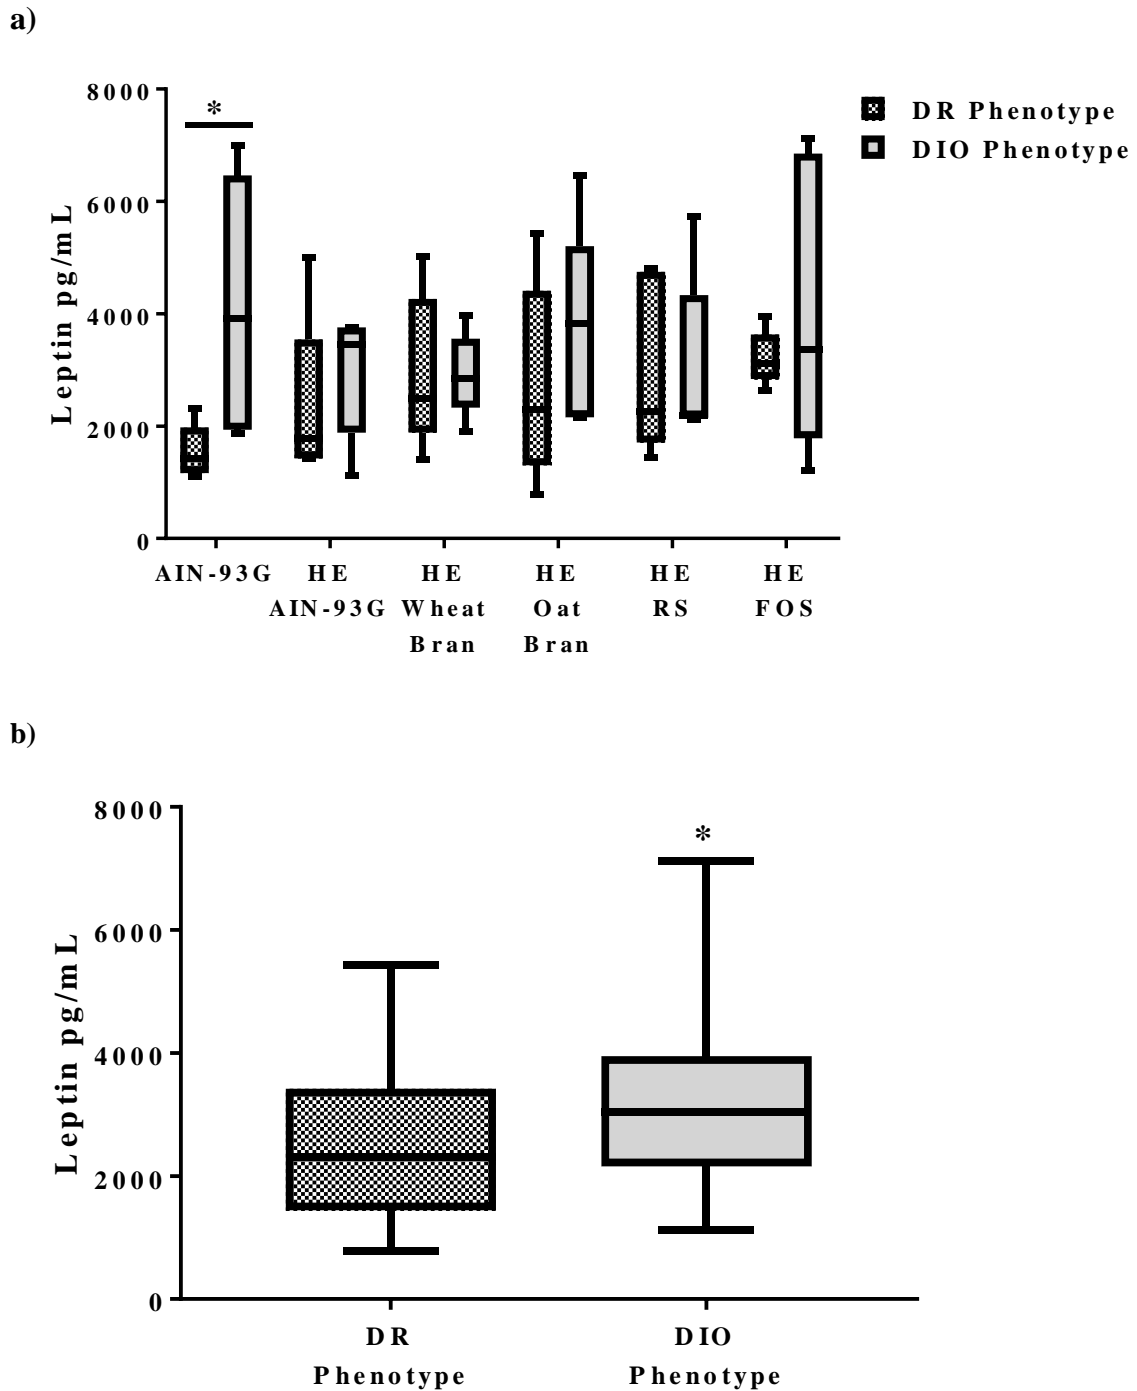 a)
8000
*
DR Phenotype
DIO Phenotype
6000
4000
2000
0
Leptin pg/mL
AIN-93G HE HE HE HE HE
AIN-93G Wheat Oat RS FOS
Bran Bran
b)
8000
*
6000
4000
2000
0
Leptin pg/mL
DR DIO
Phenotype Phenotype